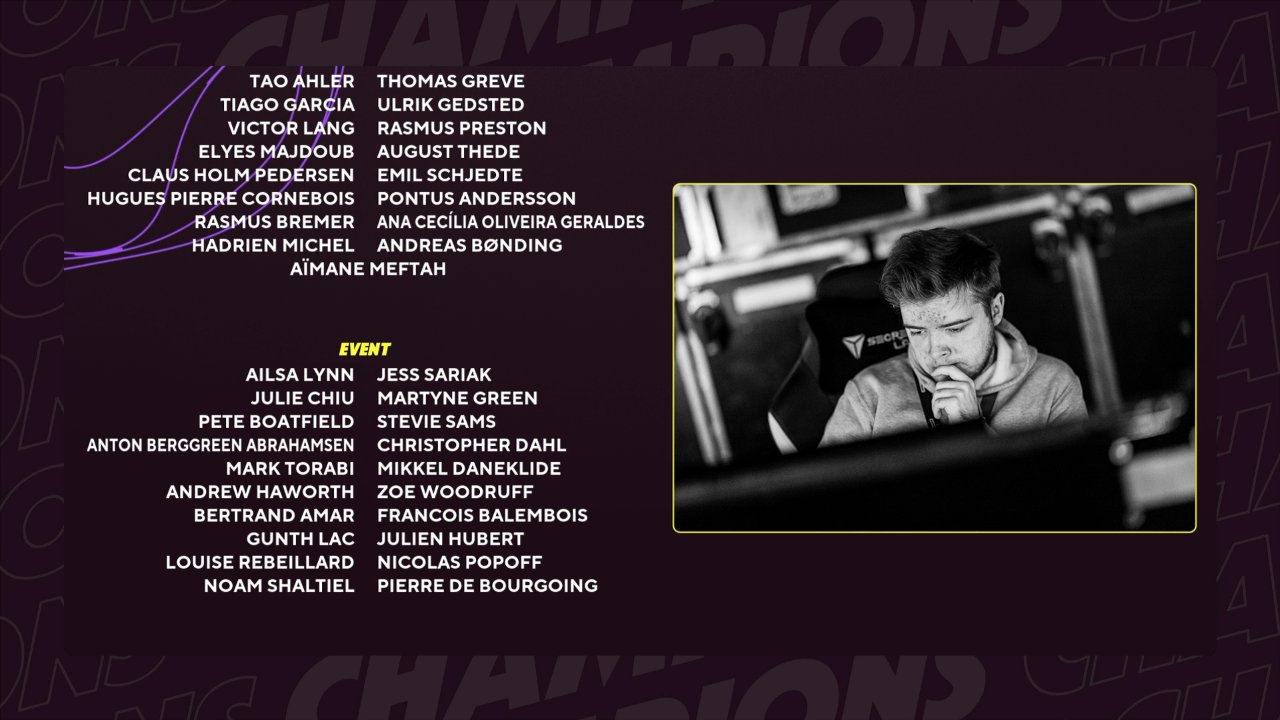 CHAMPIONS
TAO AHLER THOMAS GREVE
TIAGO GARCIA ULRIK GEDSTED
VICTOR LANG RASMUS PRESTON
ELYES MAJDOUB AUGUST THEDE
CLAUS HOLM PEDERSEN EMIL SCHJEDTE
HUGUES PIERRE CORNEBOIS PONTUS ANDERSSON
RASMUS BREMER ANA CECÍLIA OLIVEIRA GERALDES
HADRIEN MICHEL ANDREAS BØNDING
AÏMANE MEFTAH
EVENT
AILSA LYNN JESS SARIAK
JULIE CHIU MARTYNE GREEN
PETE BOATFIELD STEVIE SAMS
ANTON BERGGREEN ABRAHAMSEN CHRISTOPHER DAHL
MARK TORABI MIKKEL DANEKLIDE
ANDREW HAWORTH ZOE WOODRUFF
BERTRAND AMAR FRANCOIS BALEMBOIS
GUNTH LAC JULIEN HUBERT
LOUISE REBEILLARD NICOLAS POPOFF
NOAM SHALTIEL PIERRE DE BOURGOING
CHAMPIONS